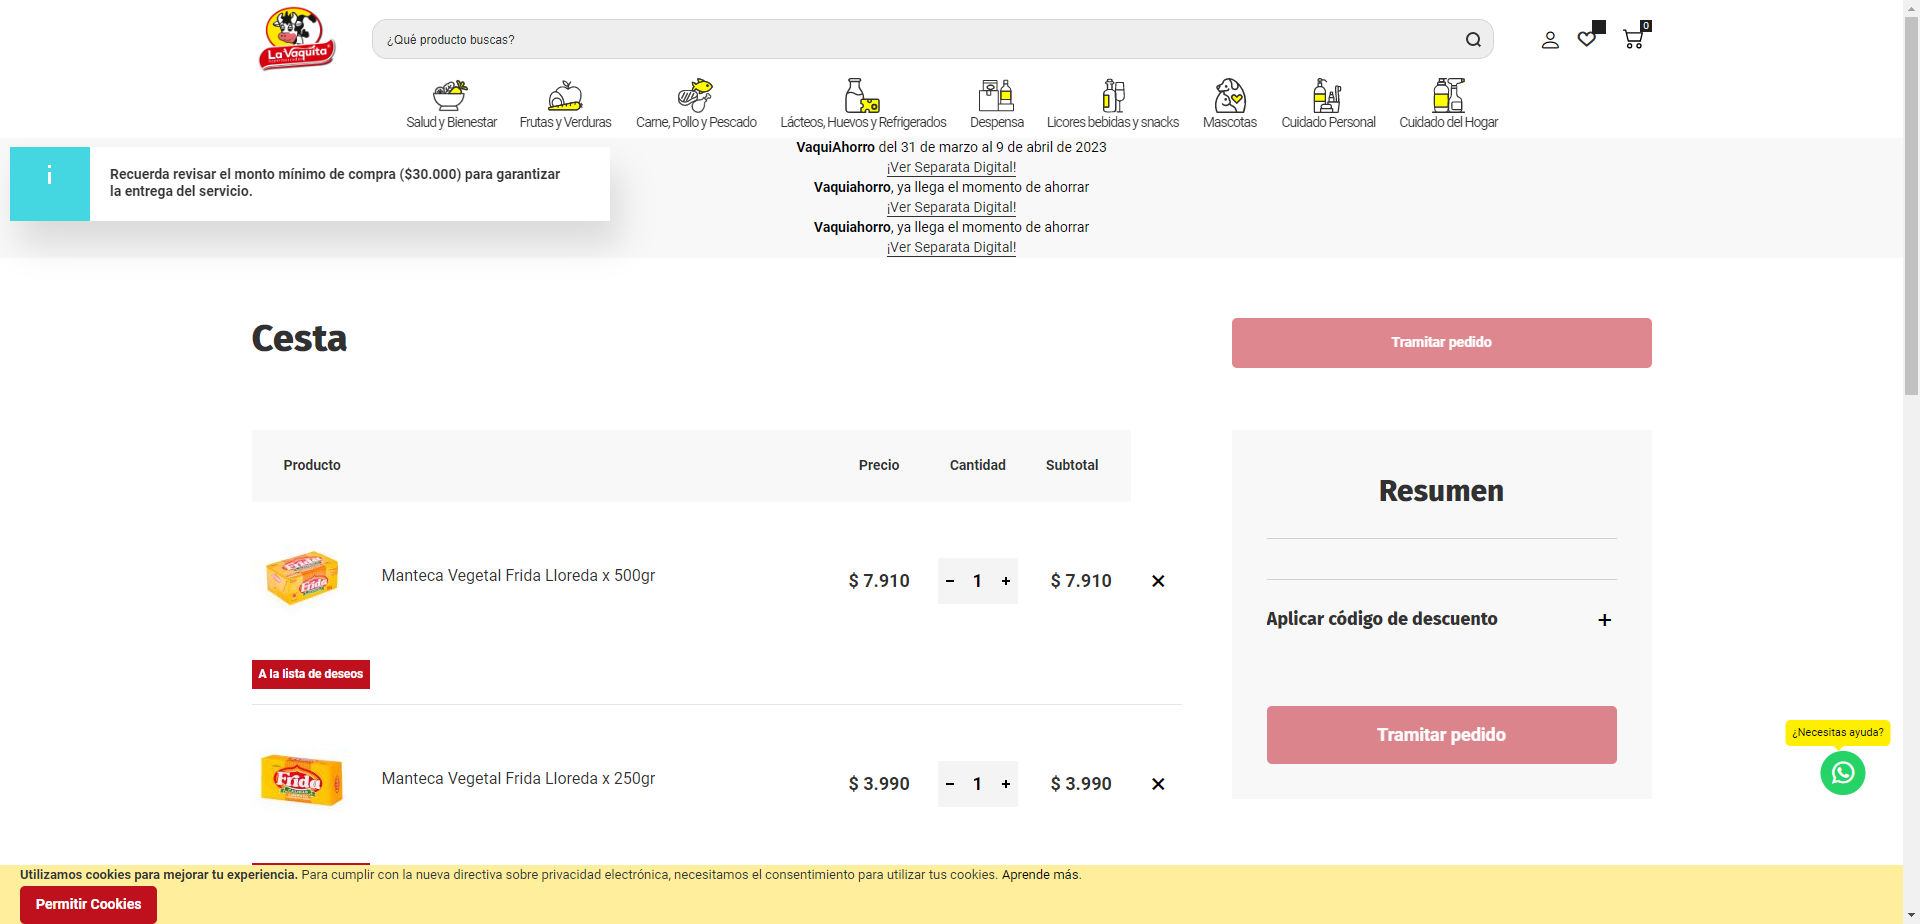 La Vaquita
¿Qué producto buscas?
0
Salud y Bienestar
Frutas y Verduras
Carne, Pollo y Pescado
Lácteos, Huevos y Refrigerados
Despensa
Licores bebidas y snacks
Mascotas
Cuidado Personal
Cuidado del Hogar
VaquiAhorro del 31 de marzo al 9 de abril de 2023
¡Ver Separata Digital!
Vaquiahorro, ya llega el momento de ahorrar
¡Ver Separata Digital!
Vaquiahorro, ya llega el momento de ahorrar
¡Ver Separata Digital!
Recuerda revisar el monto mínimo de compra ($30.000) para garantizar
la entrega del servicio.
Cesta
Tramitar pedido
Producto
Precio
Cantidad
Subtotal
Frida
Manteca Vegetal Frida Lloreda x 500gr
$ 7.910
- 1 +
$ 7.910
A la lista de deseos
Frida
Manteca Vegetal Frida Lloreda x 250gr
$ 3.990
- 1 +
$ 3.990
Resumen
Aplicar código de descuento
+
Tramitar pedido
¿Necesitas ayuda?
Utilizamos cookies para mejorar tu experiencia. Para cumplir con la nueva directiva sobre privacidad electrónica, necesitamos el consentimiento para utilizar tus cookies. Aprende más.
Permitir Cookies